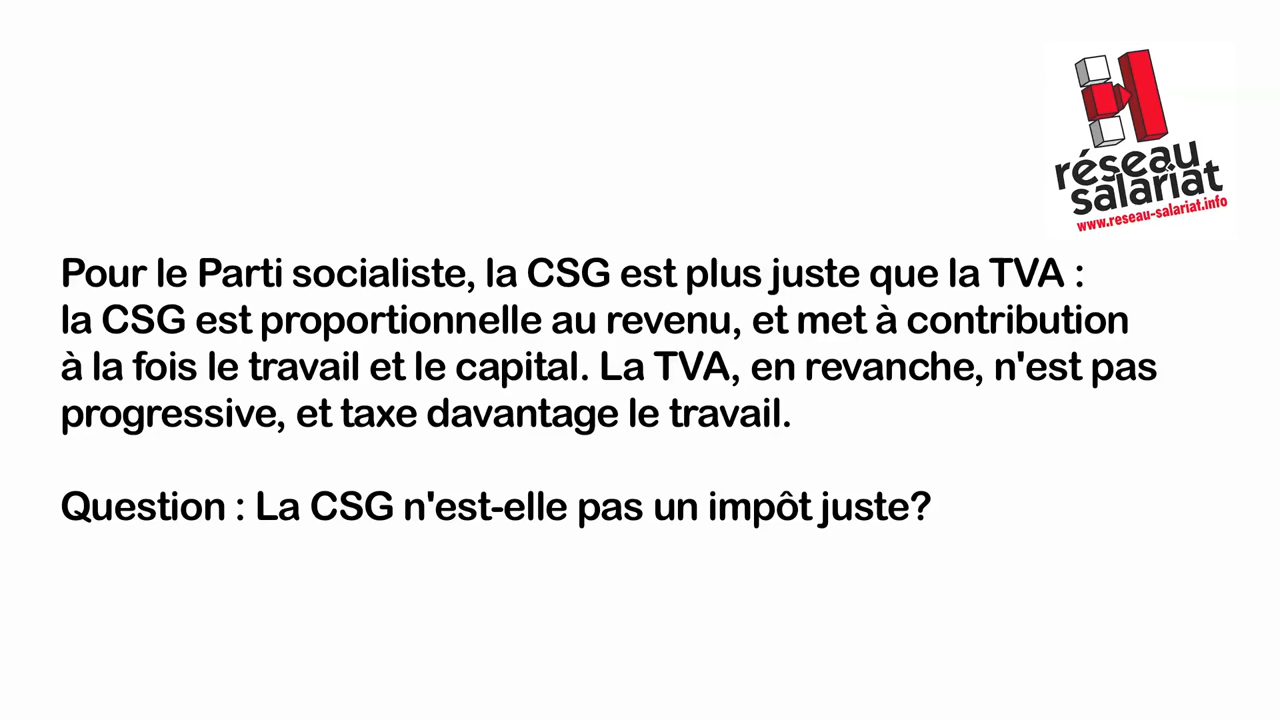 réseau
salariat
www.reseau-salariat.info
Pour le Parti socialiste, la CSG est plus juste que la TVA :
la CSG est proportionnelle au revenu, et met à contribution
à la fois le travail et le capital. La TVA, en revanche, n'est pas
progressive, et taxe davantage le travail.
Question : La CSG n'est-elle pas un impôt juste?